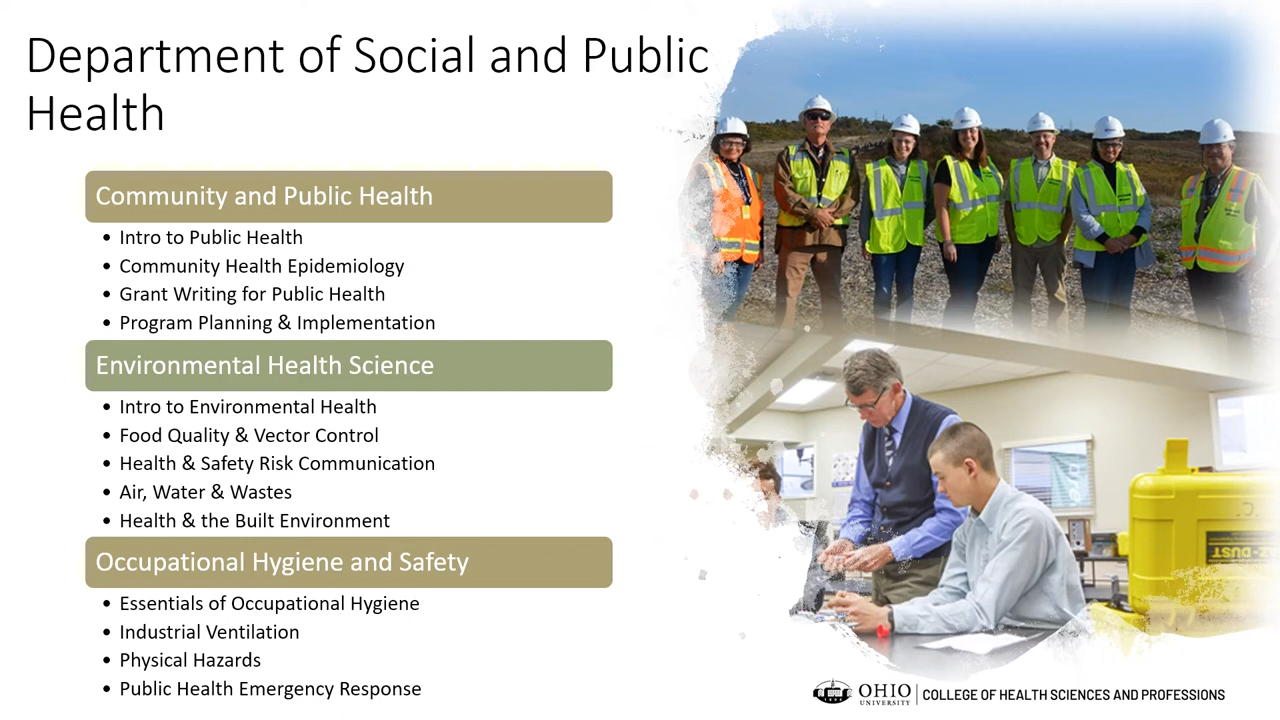 Department of Social and Public
Health
Community and Public Health
• Intro to Public Health
• Community Health Epidemiology
• Grant Writing for Public Health
• Program Planning & Implementation
Environmental Health Science
• Intro to Environmental Health
• Food Quality & Vector Control
• Health & Safety Risk Communication
• Air, Water & Wastes
• Health & the Built Environment
Occupational Hygiene and Safety
• Essentials of Occupational Hygiene
• Industrial Ventilation
• Physical Hazards
• Public Health Emergency Response
AZ-DUST
OHIO
UNIVERSITY
COLLEGE OF HEALTH SCIENCES AND PROFESSIONS